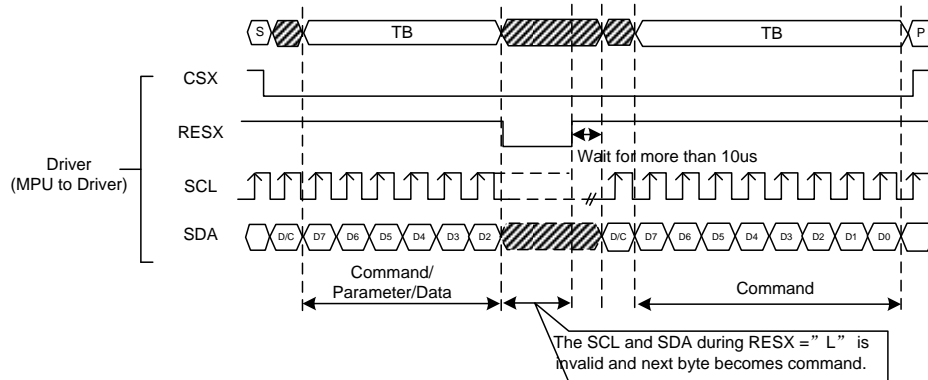 S TB TB P
CSX
RESX
Wait for more than 10us
Driver
(MPU to Driver)
SCL
SDA D/C D7 D6 D5 D4 D3 D2 D/C D7 D6 D5 D4 D3 D2 D1 D0
Command/
Parameter/Data
Command
The SCL and SDA during RESX =” L” is
invalid and next byte becomes command.